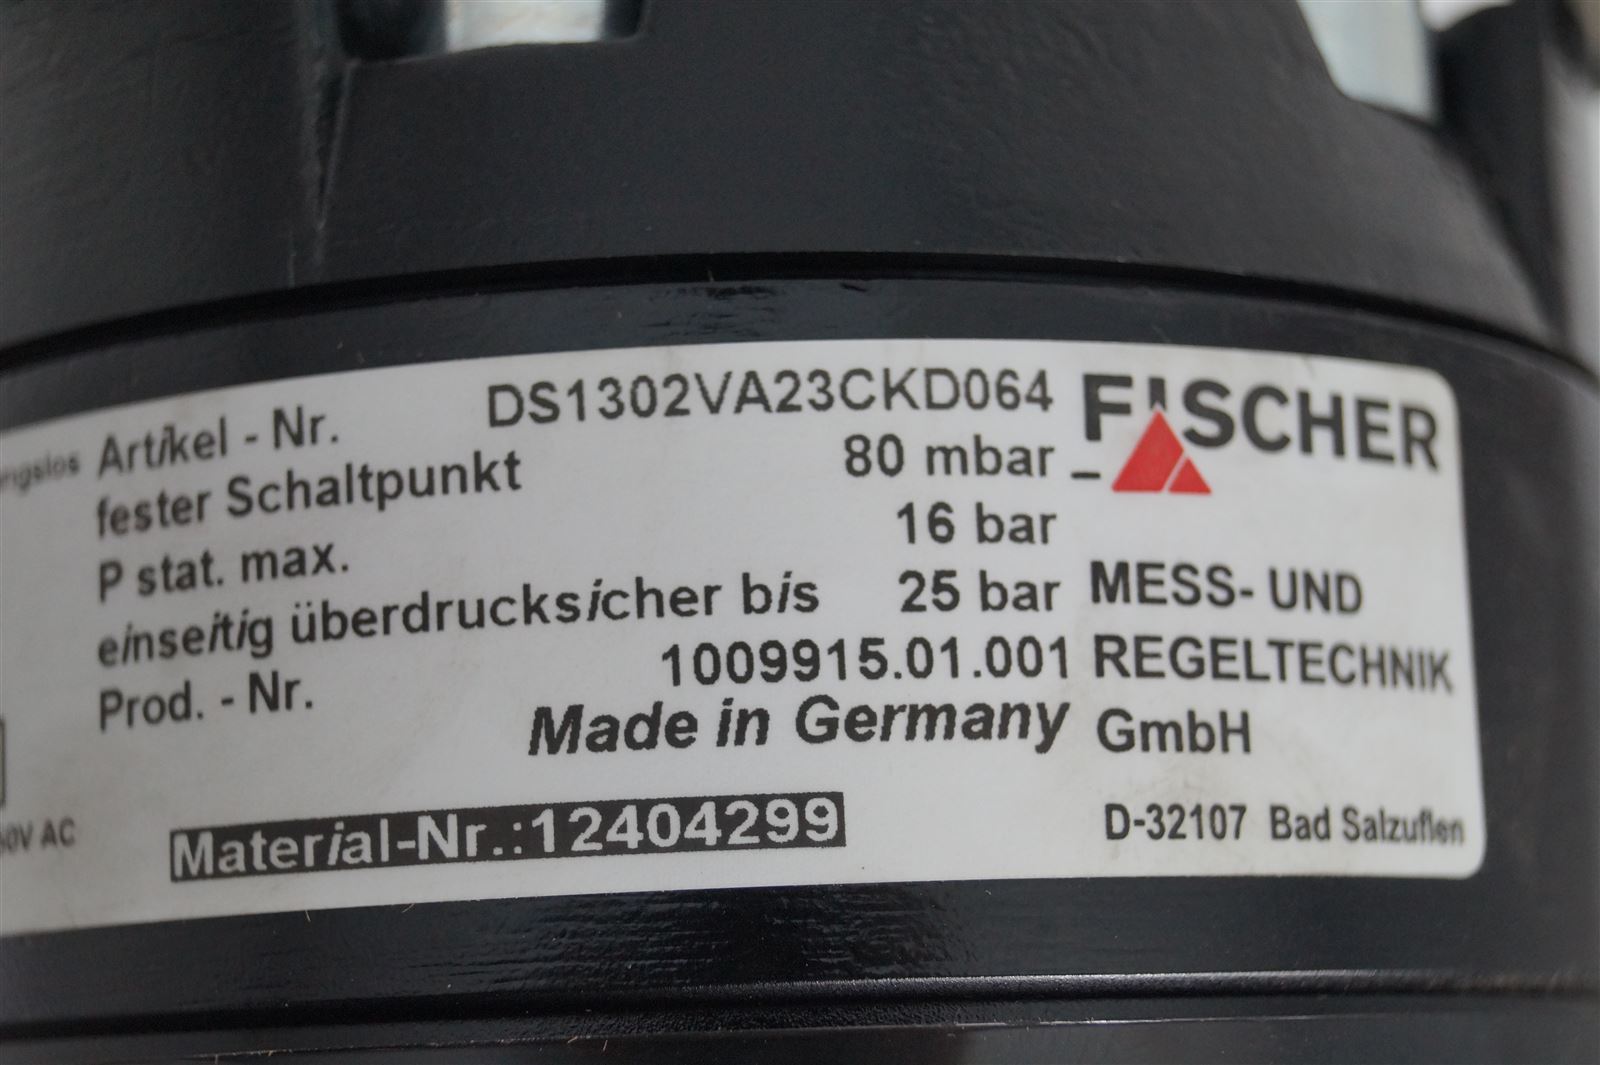 Artikel - Nr. DS1302VA23CKD064
fester Schaltpunkt 80 mbar
P stat. max. 16 bar
einseitig überdrucksicher bis 25 bar
Prod. - Nr. 1009915.01.001
Made in Germany
Material-Nr.:12404299
FISCHER
MESS- UND
REGELTECHNIK
GmbH
D-32107 Bad Salzuflen
AC